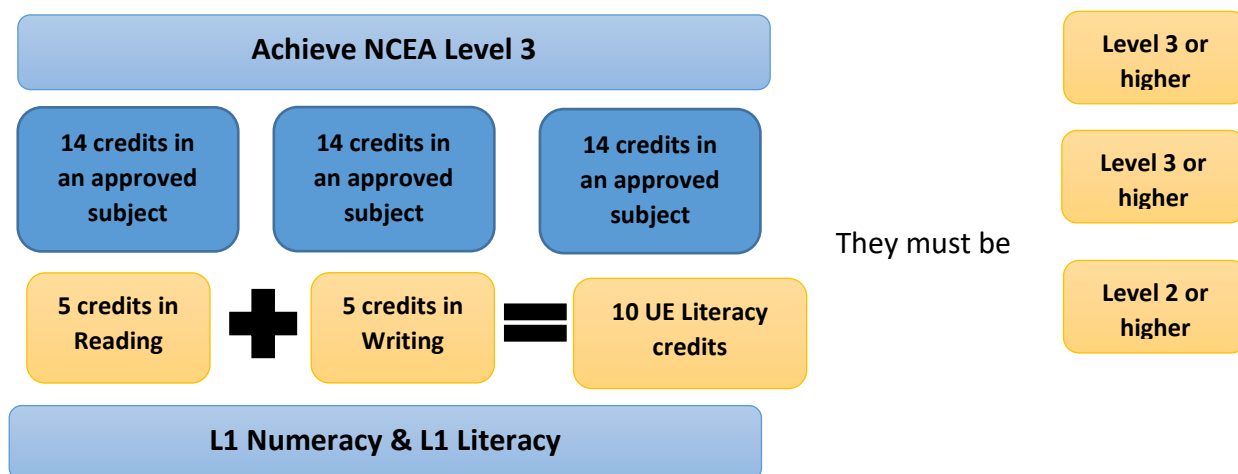 Achieve NCEA Level 3
14 credits in
an approved
subject
14 credits in
an approved
subject
14 credits in
an approved
subject
5 credits in
Reading
5 credits in
Writing
10 UE Literacy
credits
L1 Numeracy & L1 Literacy
They must be
Level 3 or
higher
Level 3 or
higher
Level 2 or
higher